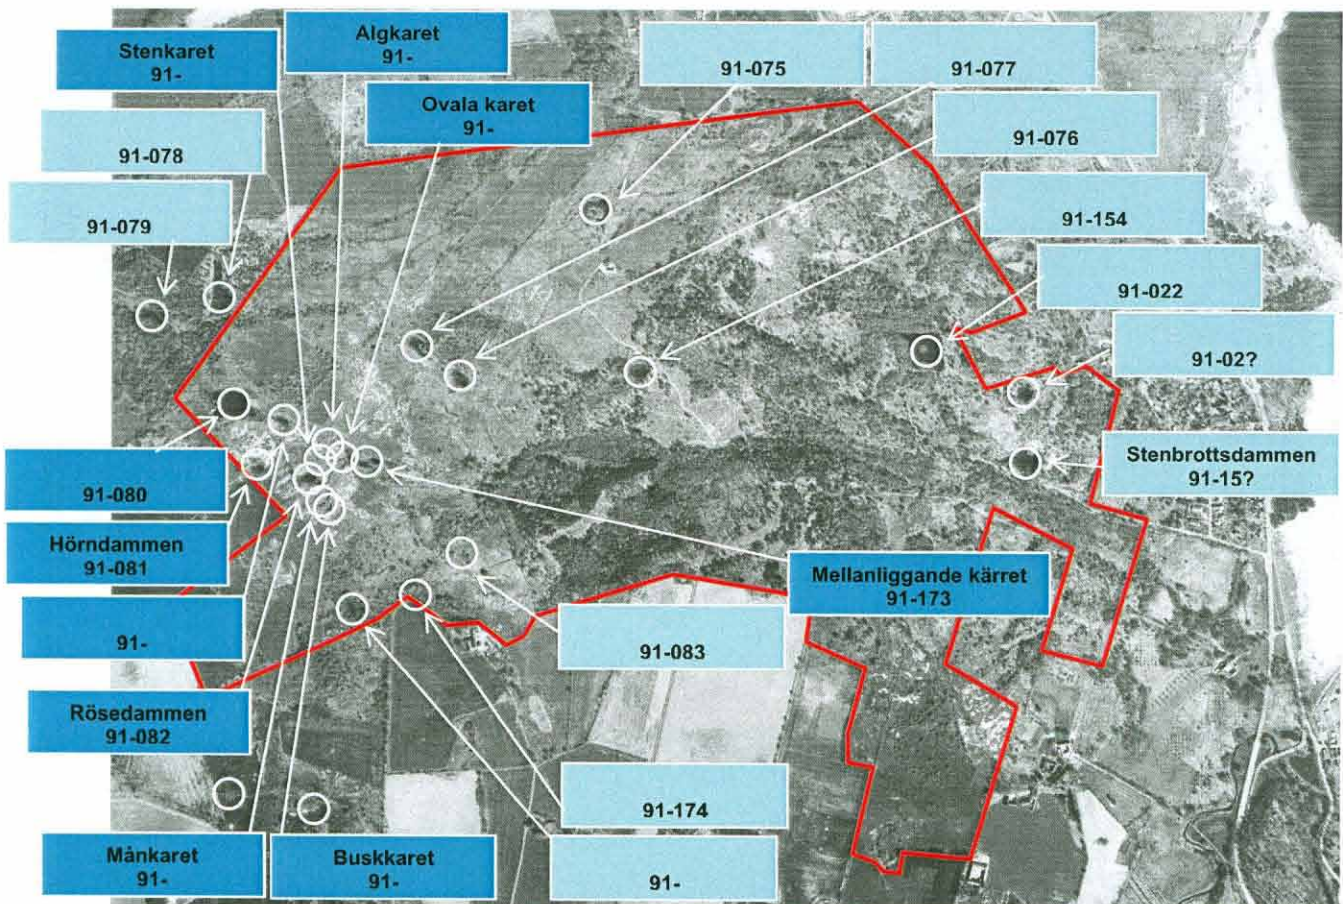 Stenkaret
91-
Algkaret
91-
Ovala karet
91-
91-075
91-077
91-076
91-078
91-079
91-154
91-022
91-02?
Stenbrottsdammen
91-15?
91-080
Hörndammen
91-081
91-
Rösedammen
91-082
Månkaret
91-
Buskkaret
91-
Mellanliggande kärret
91-173
91-083
91-174
91-